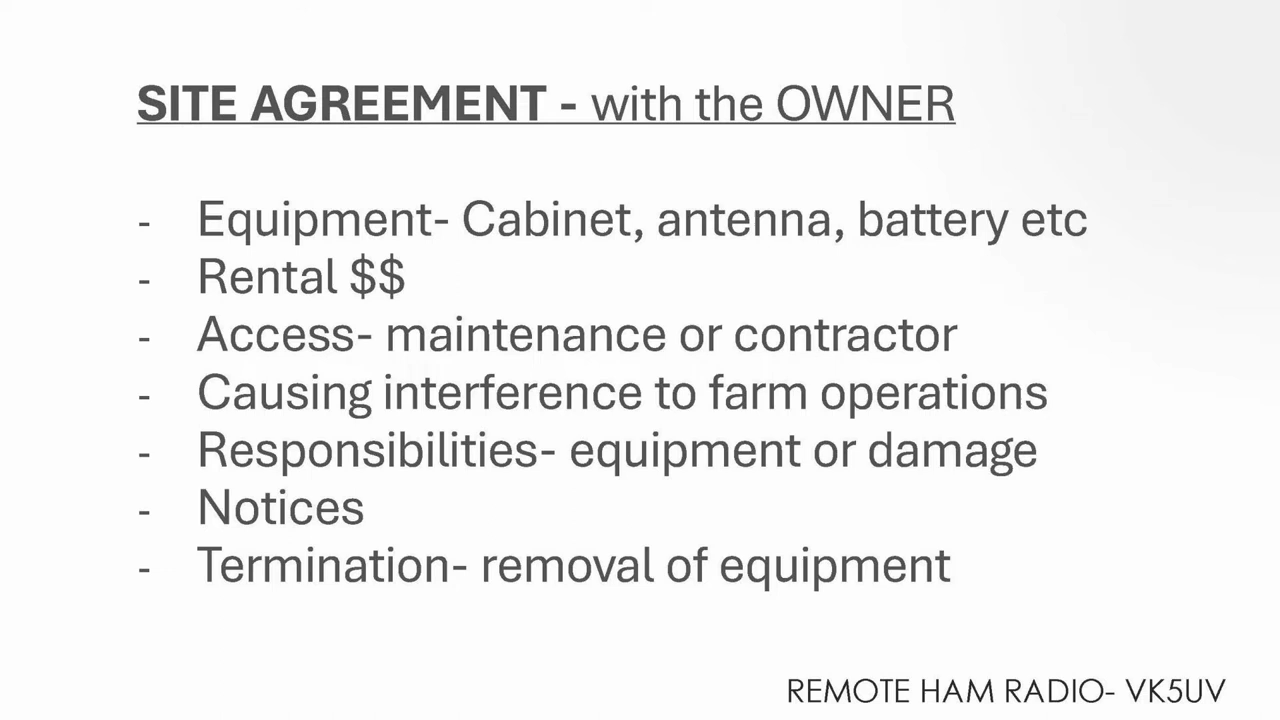 SITE AGREEMENT - with the OWNER
- Equipment- Cabinet, antenna, battery etc
- Rental $$
- Access- maintenance or contractor
- Causing interference to farm operations
- Responsibilities- equipment or damage
- Notices
- Termination- removal of equipment
REMOTE HAM RADIO- VK5UV